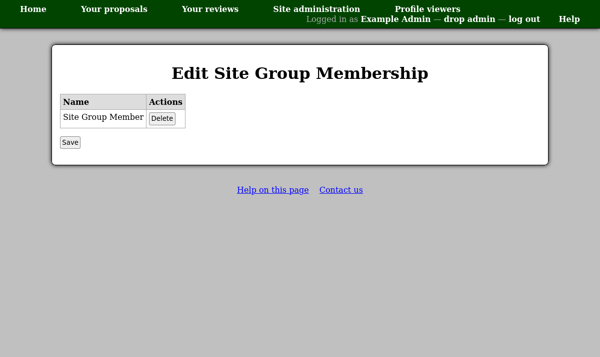 Home Your proposals Your reviews Site administration Profile viewers
Logged in as Example Admin — drop admin — log out Help
Edit Site Group Membership
Name Actions
Site Group Member Delete
Save
Help on this page Contact us